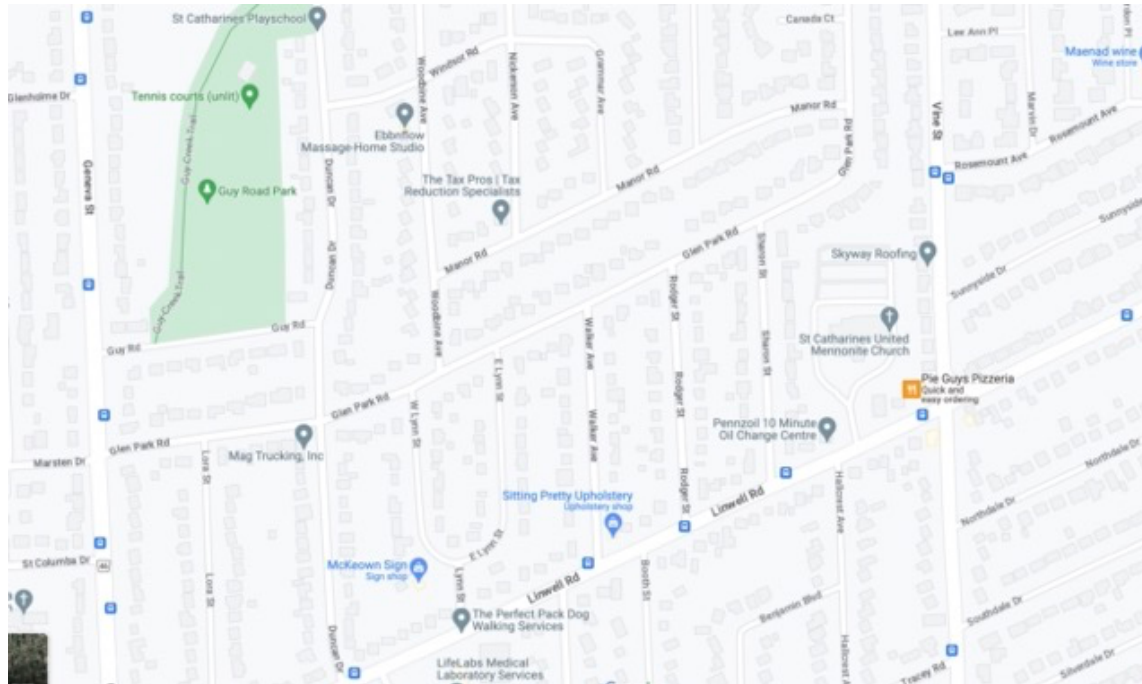 St Catharines Playschool
Canada Ct
Lee Ann Pl
Maenad wine
Wine store
Windsor Rd
Woodbine Ave
Nickerson Ave
Grammar Ave
Glenholme Dr
Tennis courts (unlit)
Guy Creek Trail
Manor Rd
Vine St
Marvin Dr
Rosemount Ave
Ebbnflow
Massage-Home Studio
Glen Park Rd
Rosemount Ave
Geneva St
Guy Road Park
Duncan Dr
The Tax Pros | Tax
Reduction Specialists
Manor Rd
Sunnyside
Duncan Dr
Manor Rd
Glen Park Rd
Sharon St
Skyway Roofing
Sunnyside Dr
Guy Creek Trail
Woodbine Ave
Rodger St
Guy Rd
Guy Rd
Walker Ave
Sharon St
St Catharines United
Mennonite Church
E Lynn St
Rodger St
Pie Guys Pizzeria
Quick and
easy ordering
Glen Park Rd
W Lynn St
Walker Ave
Pennzoil 10 Minute
Oil Change Centre
Glen Park Rd
Marsten Dr
Mag Trucking, Inc
Lora St
Northdale Dr
Rodger St
Linwell Rd
Hallcrest Ave
Sitting Pretty Upholstery
Upholstery shop
Northdale Dr
E Lynn St
St Columba Dr
McKeown Sign
Sign shop
Lora St
Lynn St
Linwell Rd
Booth St
Benjamin Blvd
Southdale Dr
The Perfect Pack Dog
Walking Services
Duncan Dr
Hallcrest A
LifeLabs Medical
Laboratory Services
Tracey Rd
Silverdale Dr